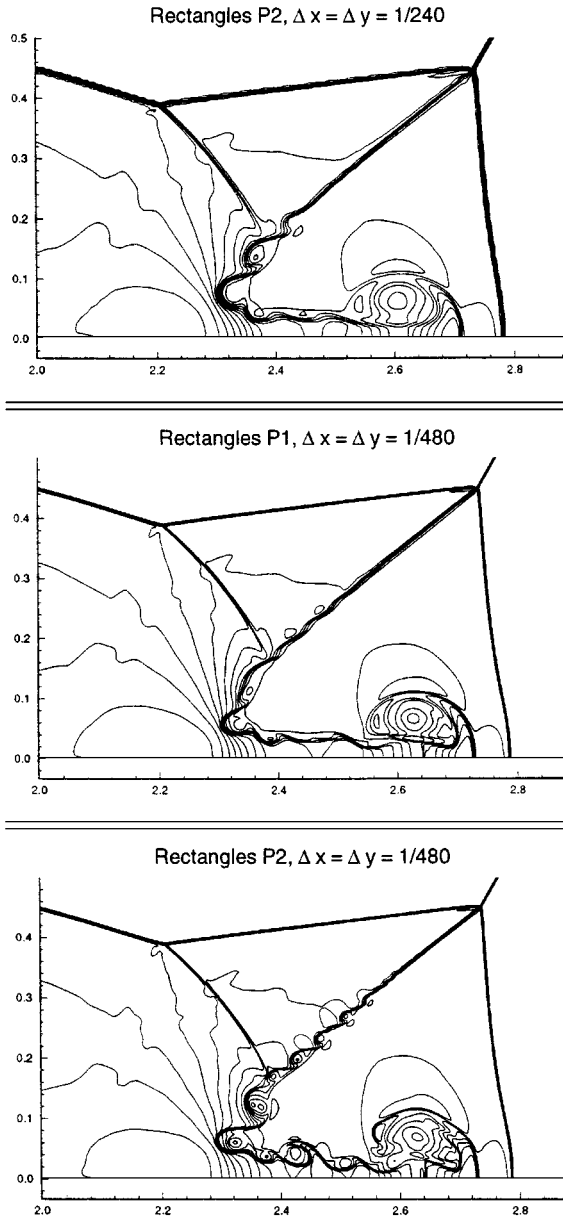 Rectangles P2, Δ x = Δ y = 1/240
0.5
0.4
0.3
0.2
0.1
0.0
2.0 2.2 2.4 2.6 2.8
Rectangles P1, Δ x = Δ y = 1/480
0.4
0.3
0.2
0.1
0.0
2.0 2.2 2.4 2.6 2.8
Rectangles P2, Δ x = Δ y = 1/480
0.4
0.3
0.2
0.1
0.0
2.0 2.2 2.4 2.6 2.8